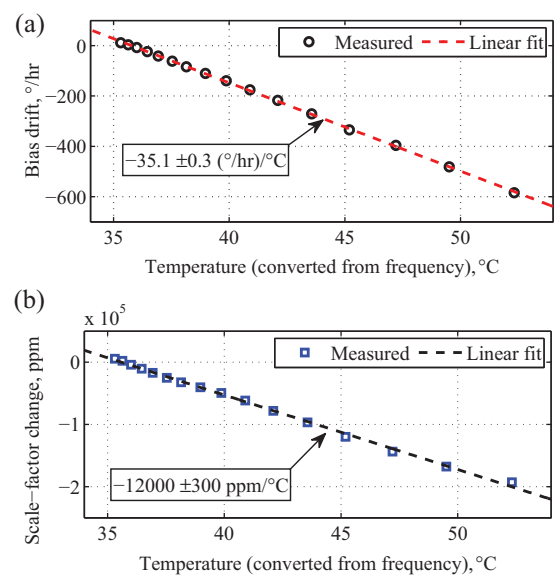 (a)
Measured
Linear fit
0
−200
−400
−600
Bias drift, °/hr
−35.1 ±0.3 (°/hr)/°C
35
40
45
50
Temperature (converted from frequency), °C
(b)
x 10⁵
Measured
Linear fit
0
−1
−2
Scale−factor change, ppm
−12000 ±300 ppm/°C
35
40
45
50
Temperature (converted from frequency), °C